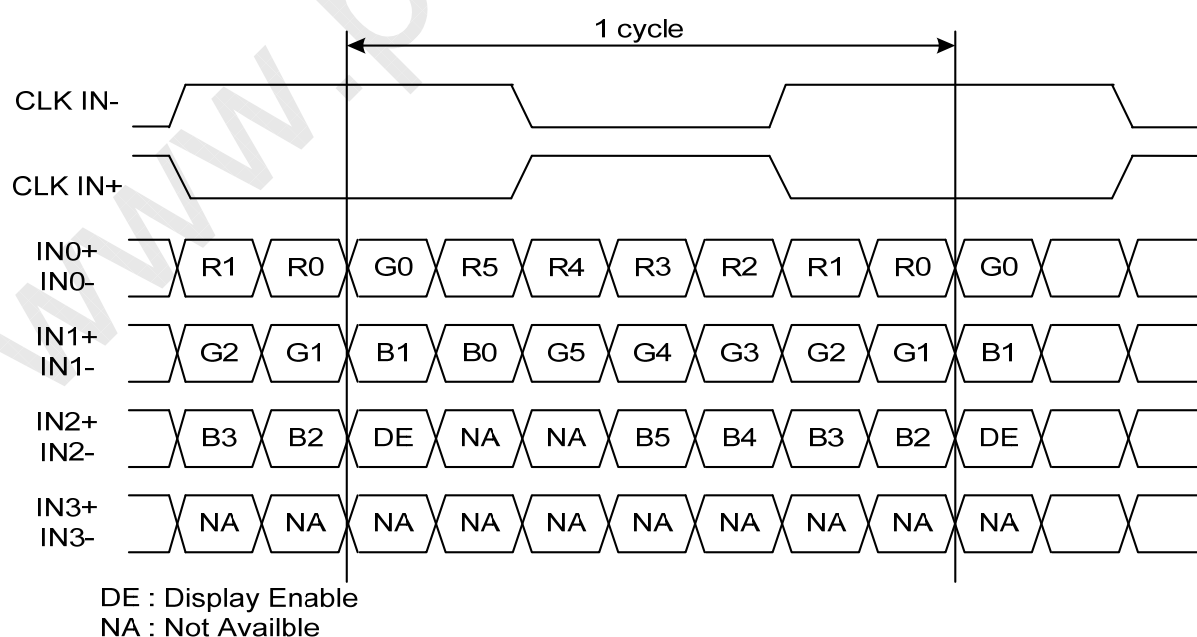 1 cycle
CLK IN-
CLK IN+
IN0+
IN0-
R1 R0 G0 R5 R4 R3 R2 R1 R0 G0
IN1+
IN1-
G2 G1 B1 B0 G5 G4 G3 G2 G1 B1
IN2+
IN2-
B3 B2 DE NA NA B5 B4 B3 B2 DE
IN3+
IN3-
NA NA NA NA NA NA NA NA NA NA
DE : Display Enable
NA : Not Availble
www.p